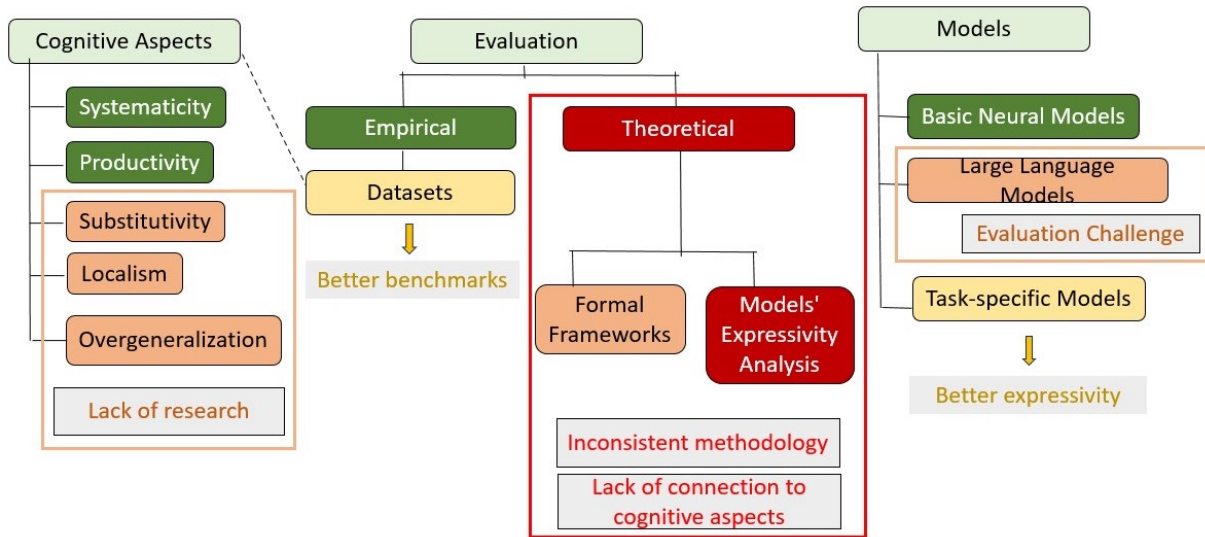 Cognitive Aspects
Systematicity
Productivity
Substitutivity
Localism
Overgeneralization
Lack of research
Evaluation
Empirical
Datasets
Better benchmarks
Theoretical
Formal
Frameworks
Models'
Expressivity
Analysis
Inconsistent methodology
Lack of connection to
cognitive aspects
Models
Basic Neural Models
Large Language
Models
Evaluation Challenge
Task-specific Models
Better expressivity